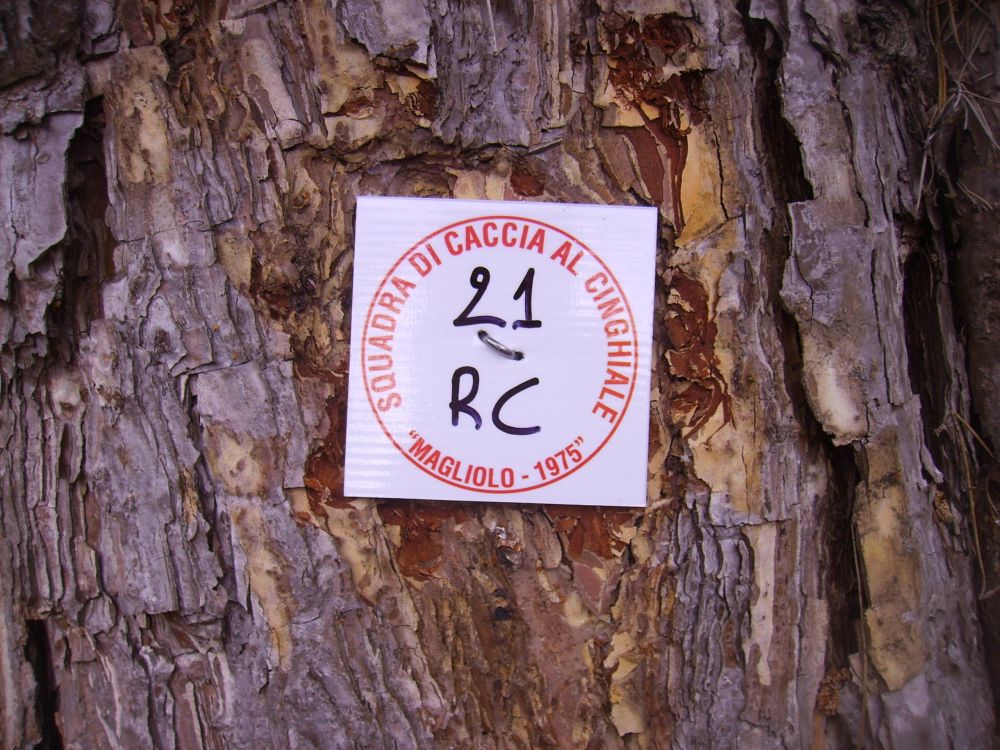 SQUADRA DI CACCIA AL CINGHIALE
21
RC
"MAGLIOLO - 1975"